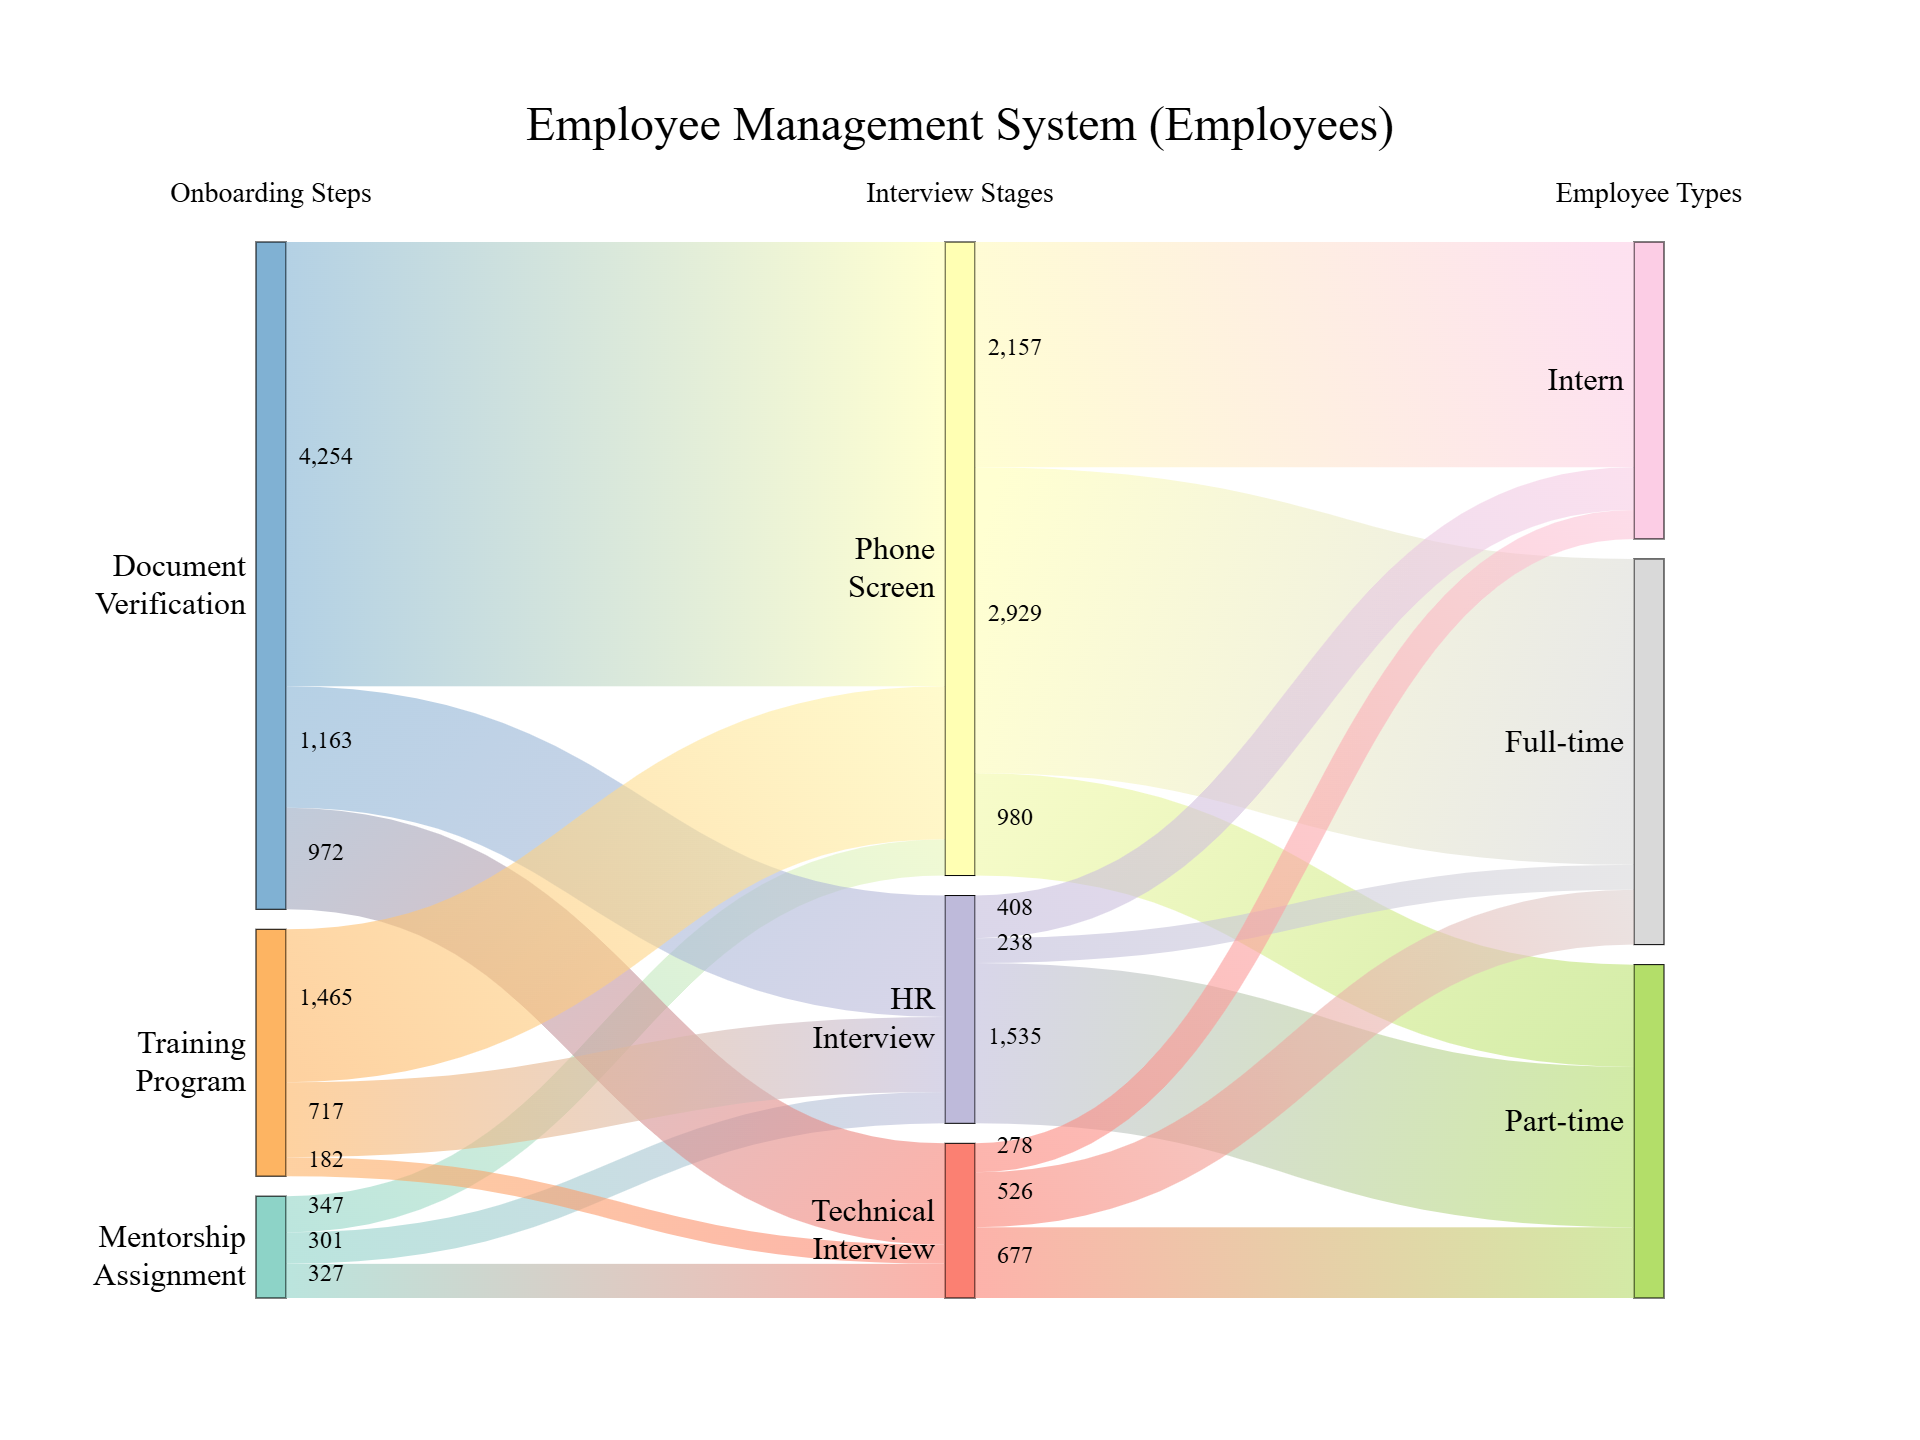 Employee Management System (Employees)
Onboarding Steps
Interview Stages
Employee Types
Document
Verification
Training
Program
Mentorship
Assignment
4,254
1,163
972
1,465
717
182
347
301
327
Phone
Screen
HR
Interview
Technical
Interview
2,157
2,929
980
408
238
1,535
278
526
677
Intern
Full-time
Part-time